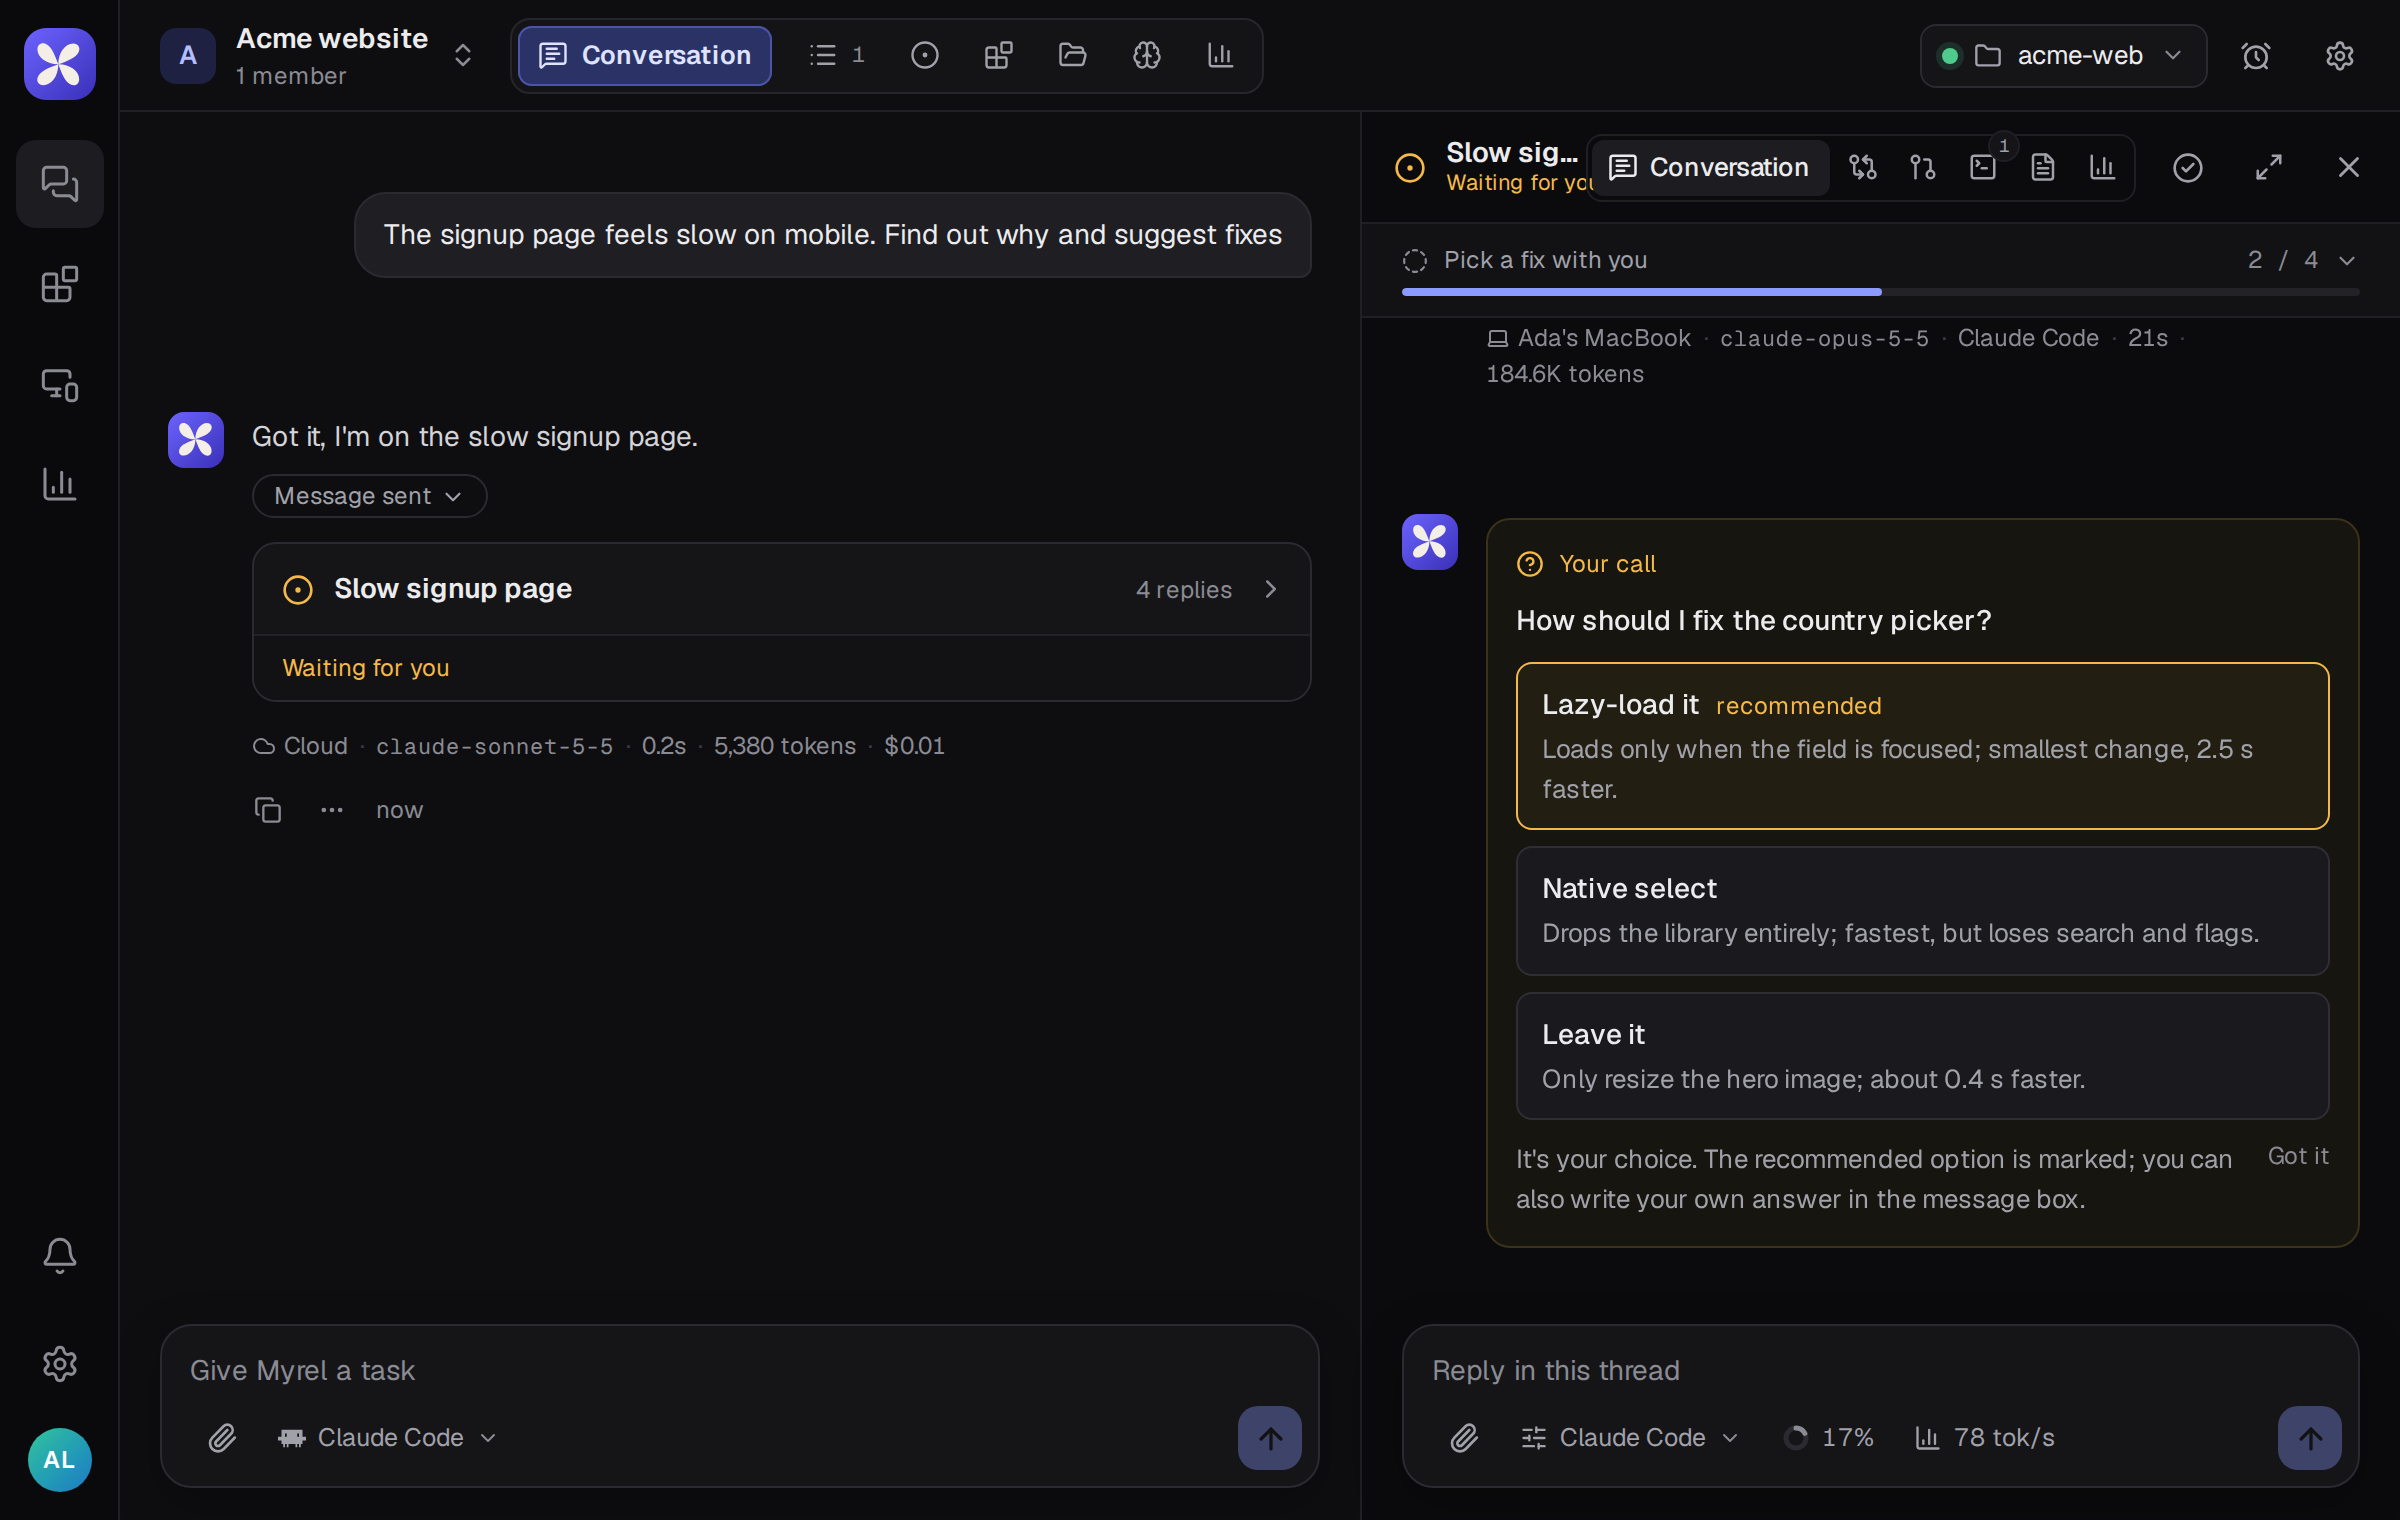 A
Acme website
1 member
Conversation
1
acme-web
The signup page feels slow on mobile. Find out why and suggest fixes
Got it, I'm on the slow signup page.
Message sent
Slow signup page
4 replies
Waiting for you
Cloud · claude-sonnet-5-5 · 0.2s · 5,380 tokens · $0.01
now
Give Myrel a task
Claude Code
AL
Slow sig...
Waiting for you
Conversation
1
Pick a fix with you
2 / 4
Ada's MacBook · claude-opus-5-5 · Claude Code · 21s ·
184.6K tokens
Your call
How should I fix the country picker?
Lazy-load it recommended
Loads only when the field is focused; smallest change, 2.5 s
faster.
Native select
Drops the library entirely; fastest, but loses search and flags.
Leave it
Only resize the hero image; about 0.4 s faster.
It's your choice. The recommended option is marked; you can
also write your own answer in the message box.
Got it
Reply in this thread
Claude Code
17%
78 tok/s